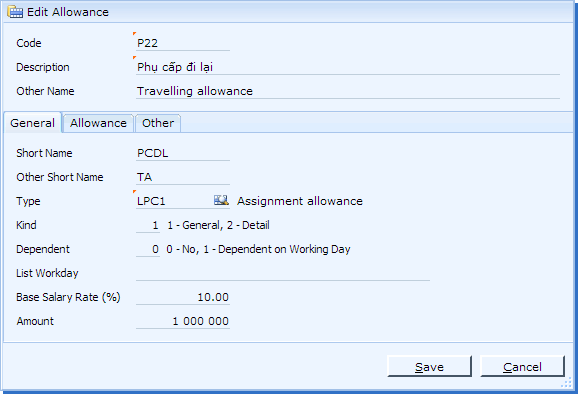 Edit Allowance
Code P22
Description Phụ cấp đi lại
Other Name Travelling allowance
General Allowance Other
Short Name PCDL
Other Short Name TA
Type LPC1 Assignment allowance
Kind 1 1 - General, 2 - Detail
Dependent 0 0 - No, 1 - Dependent on Working Day
List Workday
Base Salary Rate (%) 10.00
Amount 1 000 000
Save Cancel